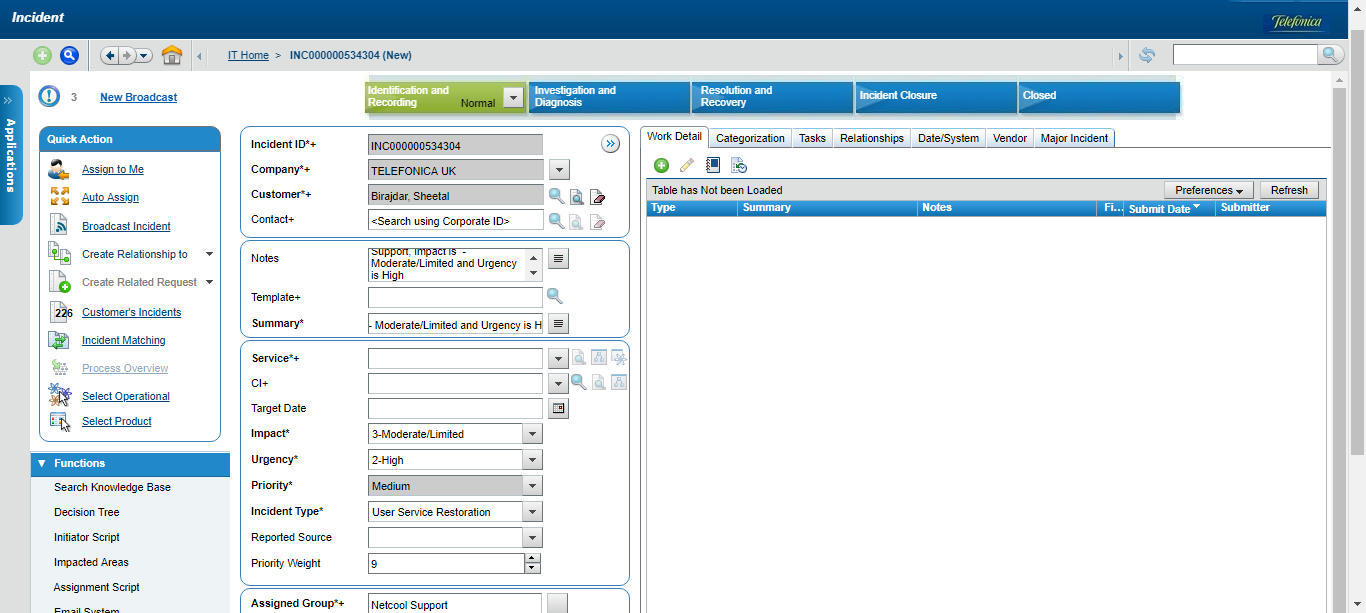 Incident
Telefónica
IT Home > INC000000534304 (New)
Applications
3 New Broadcast
Identification and
Recording Normal
Investigation and
Diagnosis
Resolution and
Recovery
Incident Closure
Closed
Quick Action
Assign to Me
Auto Assign
Broadcast Incident
Create Relationship to
Create Related Request
226 Customer's Incidents
Incident Matching
Process Overview
Select Operational
Select Product
Functions
Search Knowledge Base
Decision Tree
Initiator Script
Impacted Areas
Assignment Script
Email System
Incident ID*+ INC000000534304
Company*+ TELEFONICA UK
Customer*+ Birajdar, Sheetal
Contact+ <Search using Corporate ID>
Notes
Support, Impact is -
Moderate/Limited and Urgency
is High
Template+
Summary* - Moderate/Limited and Urgency is H
Service*+
CI+
Target Date
Impact* 3-Moderate/Limited
Urgency* 2-High
Priority* Medium
Incident Type* User Service Restoration
Reported Source
Priority Weight 9
Assigned Group*+ Netcool Support
Work Detail Categorization Tasks Relationships Date/System Vendor Major Incident
Table has Not been Loaded Preferences Refresh
Type Summary Notes Fi... Submit Date Submitter